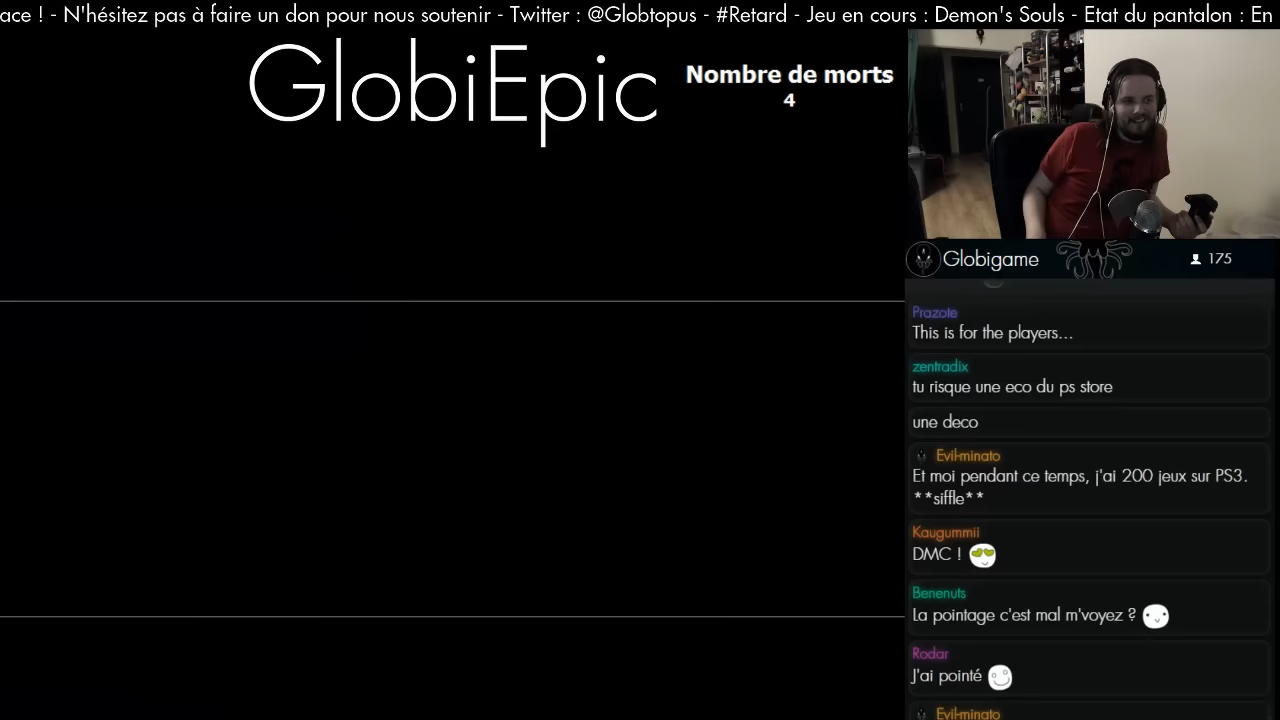 ace ! - N'hésitez pas à faire un don pour nous soutenir - Twitter : @Globtopus - #Retard - Jeu en cours : Demon's Souls - Etat du pantalon : En
GlobiEpic
Nombre de morts
4
Globigame
175
Prazote
This is for the players...
zentradix
tu risque une eco du ps store
une deco
Evil-minato
Et moi pendant ce temps, j'ai 200 jeux sur PS3.
**siffle**
Kaugummii
DMC !
Benenuts
La pointage c'est mal m'voyez ?
Rodar
J'ai pointé
Evil-minato